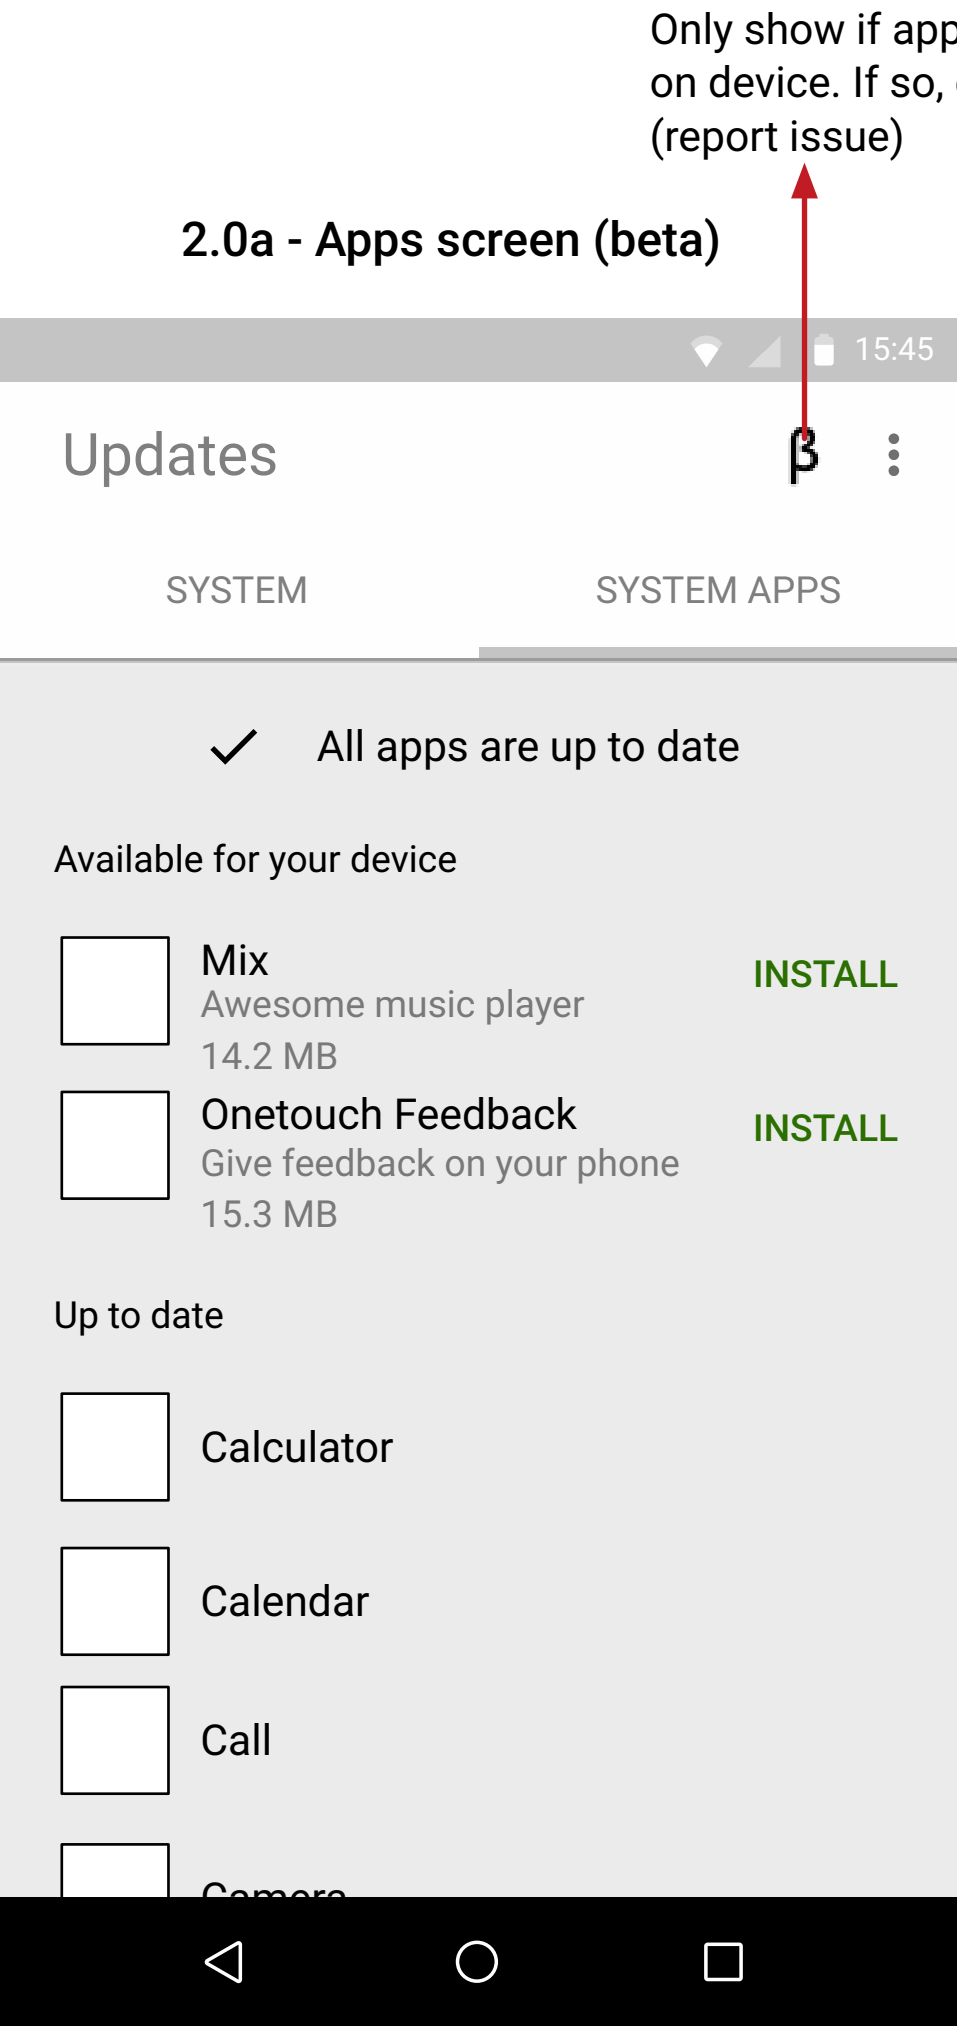 Only show if app
on device. If so,
(report issue)
2.0a - Apps screen (beta)
15:45
Updates
β
SYSTEM
SYSTEM APPS
All apps are up to date
Available for your device
Mix
INSTALL
Awesome music player
14.2 MB
Onetouch Feedback
INSTALL
Give feedback on your phone
15.3 MB
Up to date
Calculator
Calendar
Call
Camera